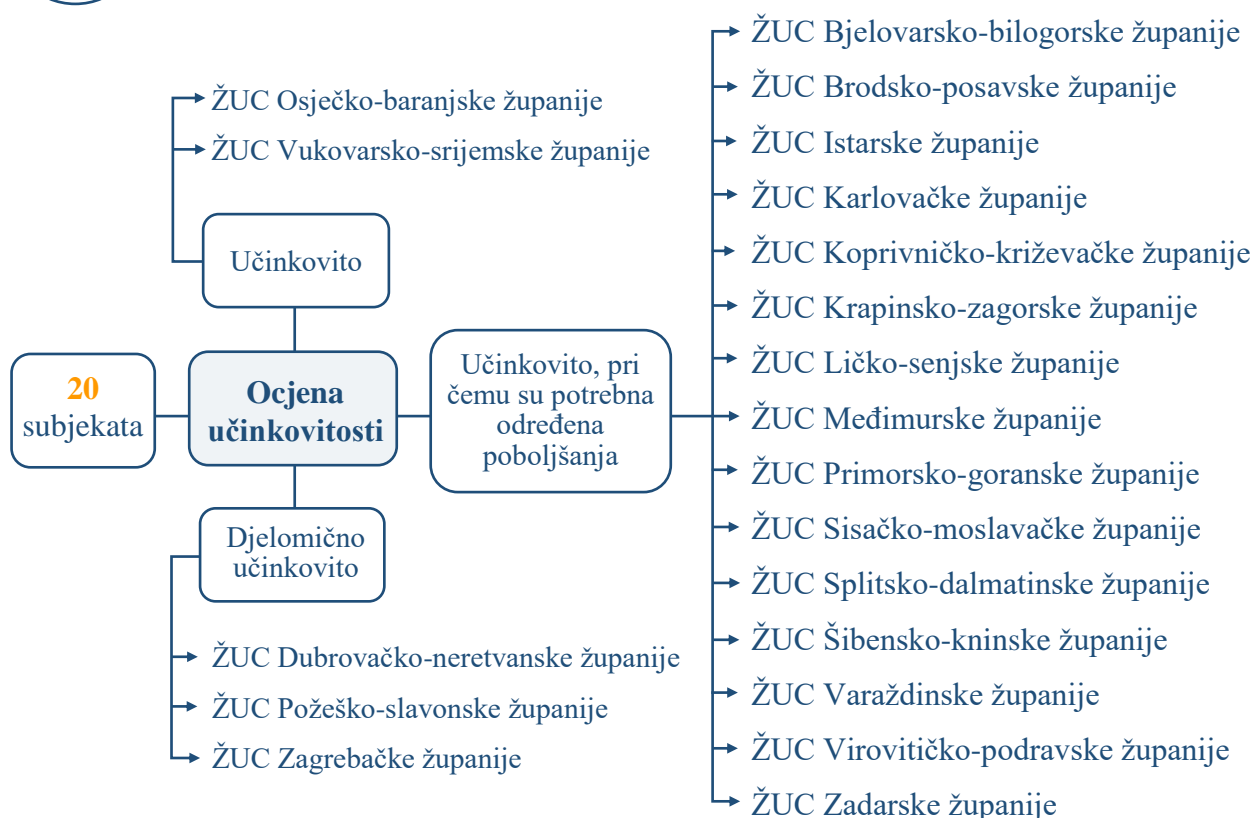 ŽUC Osječko-baranjske županije
ŽUC Vukovarsko-srijemske županije
Učinkovito
20
subjekata
Ocjena
učinkovitosti
Učinkovito, pri
čemu su potrebna
određena
poboljšanja
Djelomično
učinkovito
ŽUC Dubrovačko-neretvanske županije
ŽUC Požeško-slavonske županije
ŽUC Zagrebačke županije
ŽUC Bjelovarsko-bilogorske županije
ŽUC Brodsko-posavske županije
ŽUC Istarske županije
ŽUC Karlovačke županije
ŽUC Koprivničko-križevačke županije
ŽUC Krapinsko-zagorske županije
ŽUC Ličko-senjske županije
ŽUC Međimurske županije
ŽUC Primorsko-goranske županije
ŽUC Sisačko-moslavačke županije
ŽUC Splitsko-dalmatinske županije
ŽUC Šibensko-kninske županije
ŽUC Varaždinske županije
ŽUC Virovitičko-podravske županije
ŽUC Zadarske županije